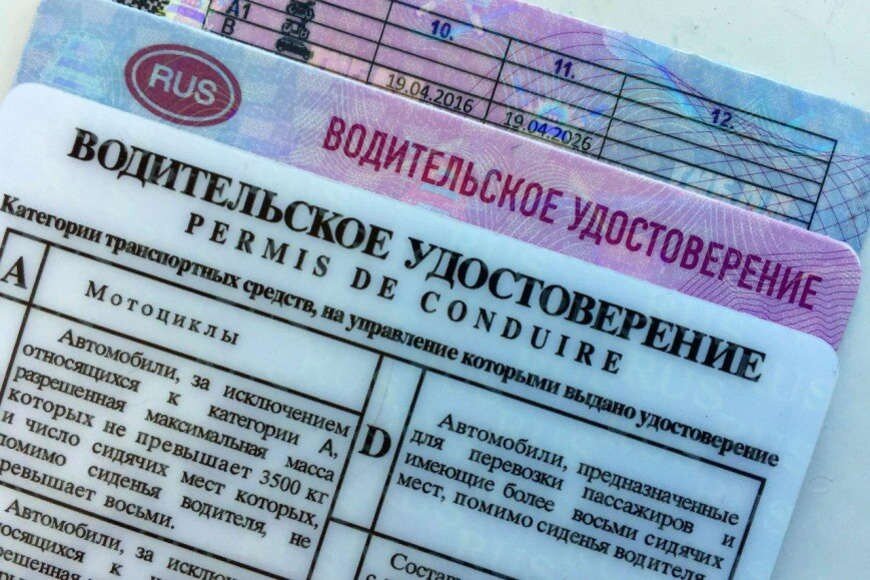 A1
B
10.
11.
12.
19.04.2016
19.04.2026
RUS
ВОДИТЕЛЬСКОЕ УДОСТОВЕРЕНИЕ
ВОДИТЕЛЬСКОЕ УДОСТОВЕРЕНИЕ
PERMIS DE CONDUIRE
Категории транспортных средств, на управление которыми выдано удостоверение
A
Мотоциклы
Автомобили, за исключением
относящихся к категории А,
разрешенная максимальная масса
которых не превышает 3500 кг
и число сидячих мест которых,
помимо сиденья водителя, не
превышает восьми.
Автомобили, за исключ
относящихся к
D
Автомобили, предназначенные
для перевозки пассажиров и
имеющие более восьми сидячих
мест, помимо сиденья водителя
Соста